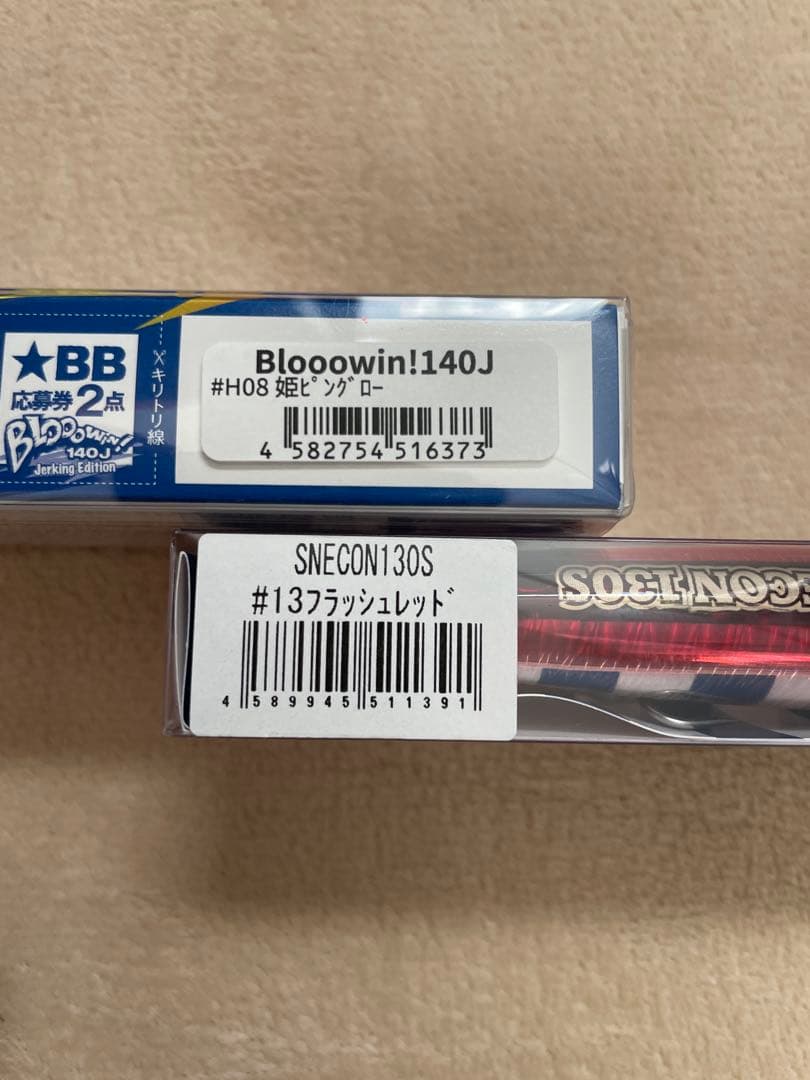 ★BB
応募券2点
BLOOOWIN!
140J
Jerking Edition
✂キリトリ線
Blooowin!140J
#H08 姫ﾋﾟﾝｸﾞﾛｰ
4 582754 516373
SNECON130S
#13ﾌﾗｯｼｭﾚｯﾄﾞ
4 589945 511391
ECON 130S